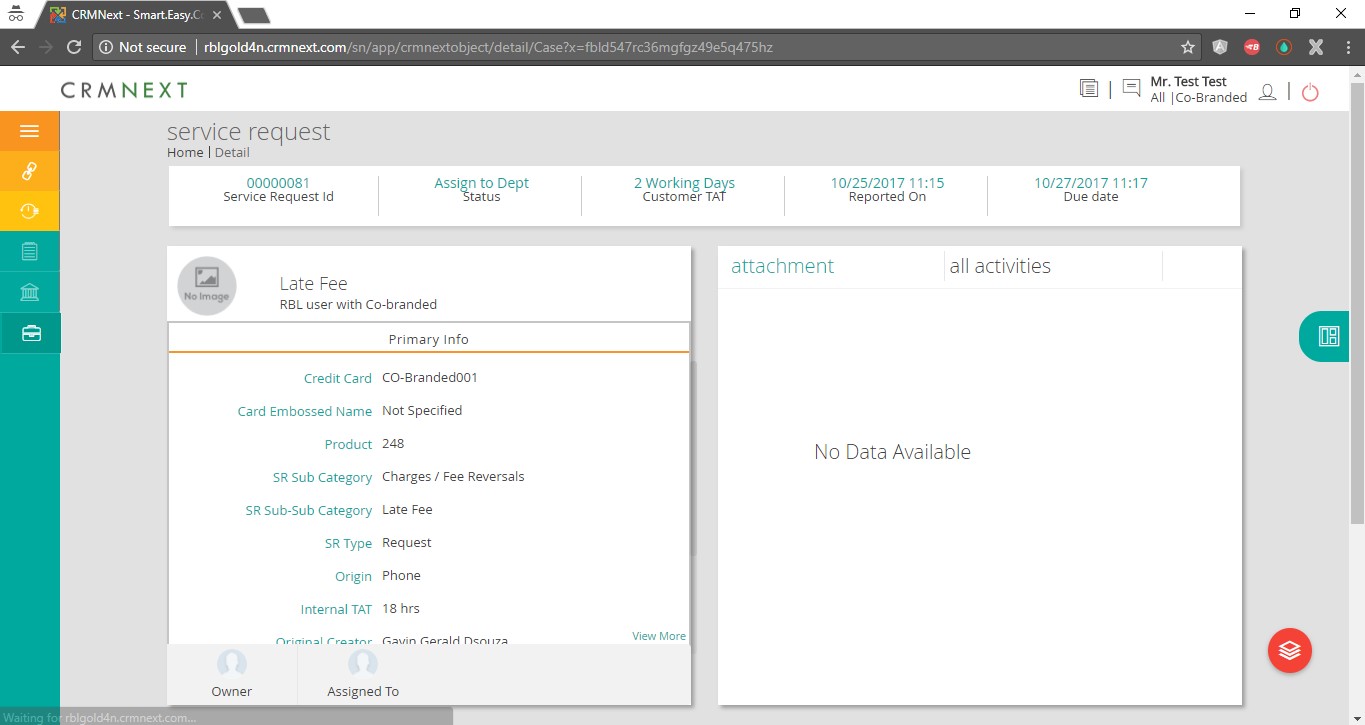 CRMNext - Smart.Easy.C
Not secure | rblgold4n.crmnext.com/sn/app/crmnextobject/detail/Case?x=fbld547rc36mgfgz49e5q475hz
CRMNEXT
Mr. Test Test
All |Co-Branded
service request
Home | Detail
00000081
Service Request Id
Assign to Dept
Status
2 Working Days
Customer TAT
10/25/2017 11:15
Reported On
10/27/2017 11:17
Due date
No Image
Late Fee
RBL user with Co-branded
Primary Info
Credit Card CO-Branded001
Card Embossed Name Not Specified
Product 248
SR Sub Category Charges / Fee Reversals
SR Sub-Sub Category Late Fee
SR Type Request
Origin Phone
Internal TAT 18 hrs
Original Creator Gavin Gerald Dsouza
View More
Owner
Assigned To
attachment
all activities
No Data Available
Waiting for rblgold4n.crmnext.com...